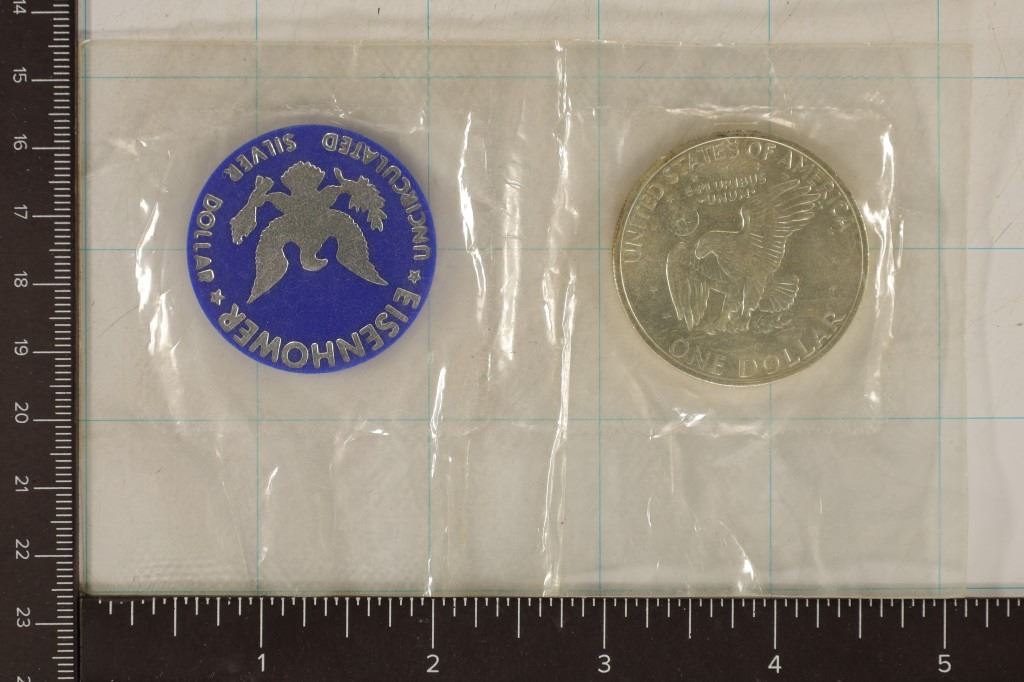 14
15
16
17
18
19
20
21
22
23
UNCIRCULATED SILVER DOLLAR
★ EISENHOWER ★
UNITED STATES OF AMERICA
E PLURIBUS
UNUM
ONE DOLLAR
1 2 3 4 5